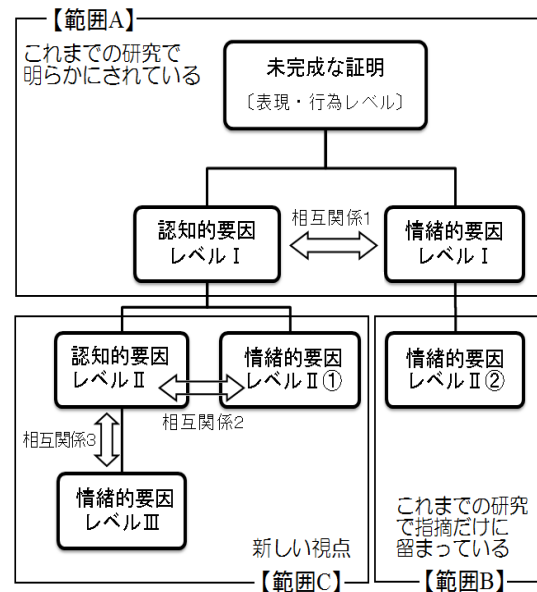 【範囲A】
これまでの研究で
明らかにされている
未完成な証明
〔表現・行為レベル〕
相互関係1
認知的要因
レベルⅠ
情緒的要因
レベルⅠ
認知的要因
レベルⅡ
情緒的要因
レベルⅡ①
情緒的要因
レベルⅡ②
相互関係2
相互関係3
情緒的要因
レベルⅢ
新しい視点
【範囲C】
これまでの研究
で指摘だけに
留まっている
【範囲B】